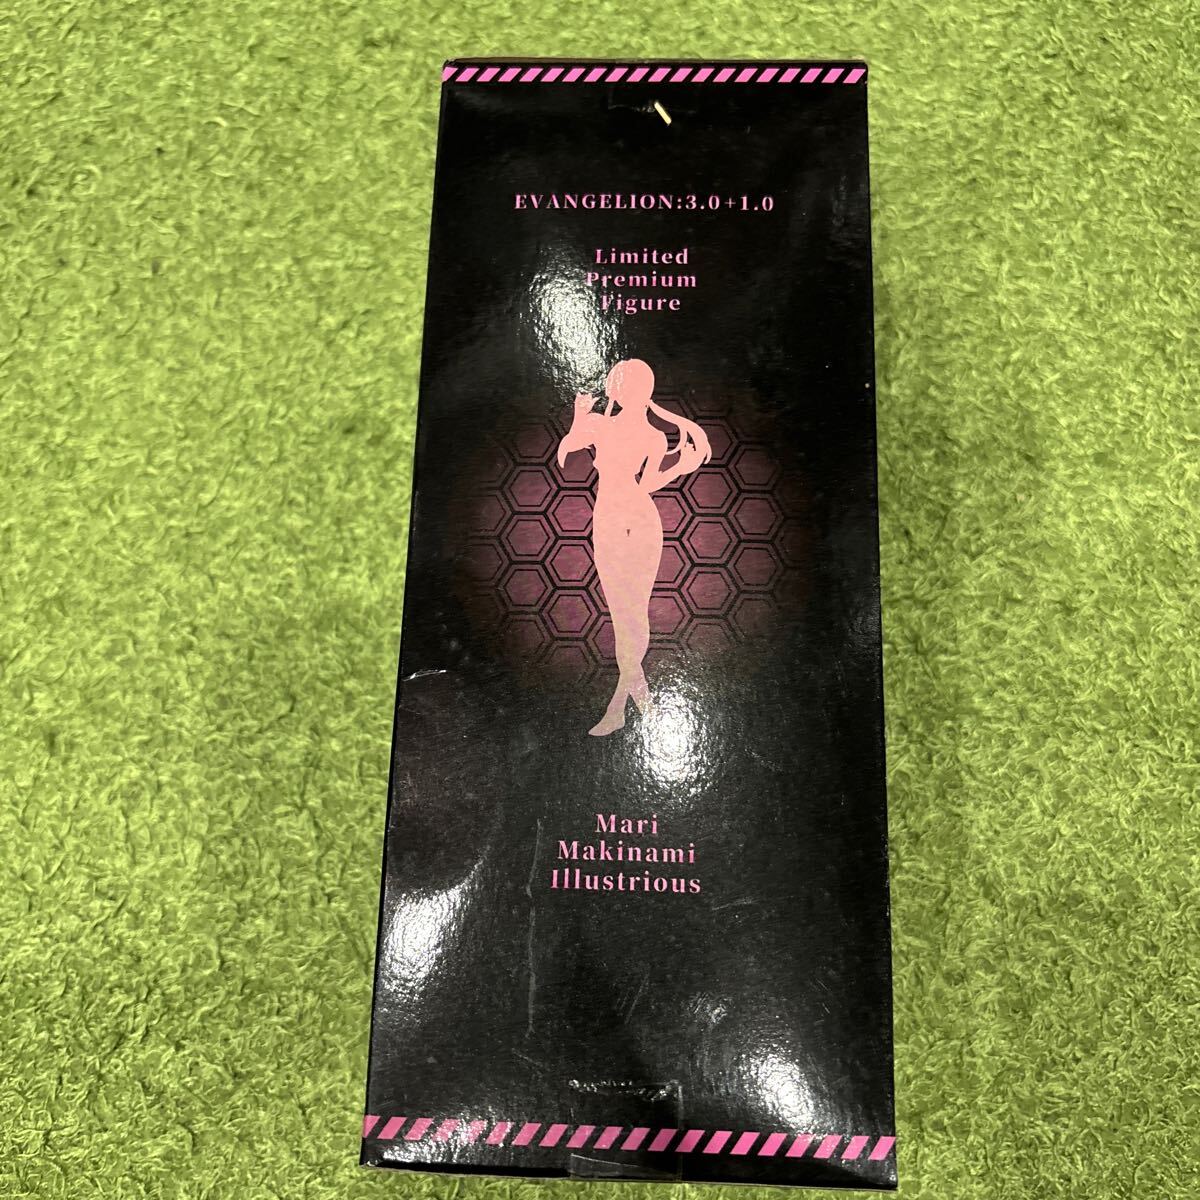 EVANGELION:3.0+1.0
Limited
Premium
Figure
Mari
Makinami
Illustrious